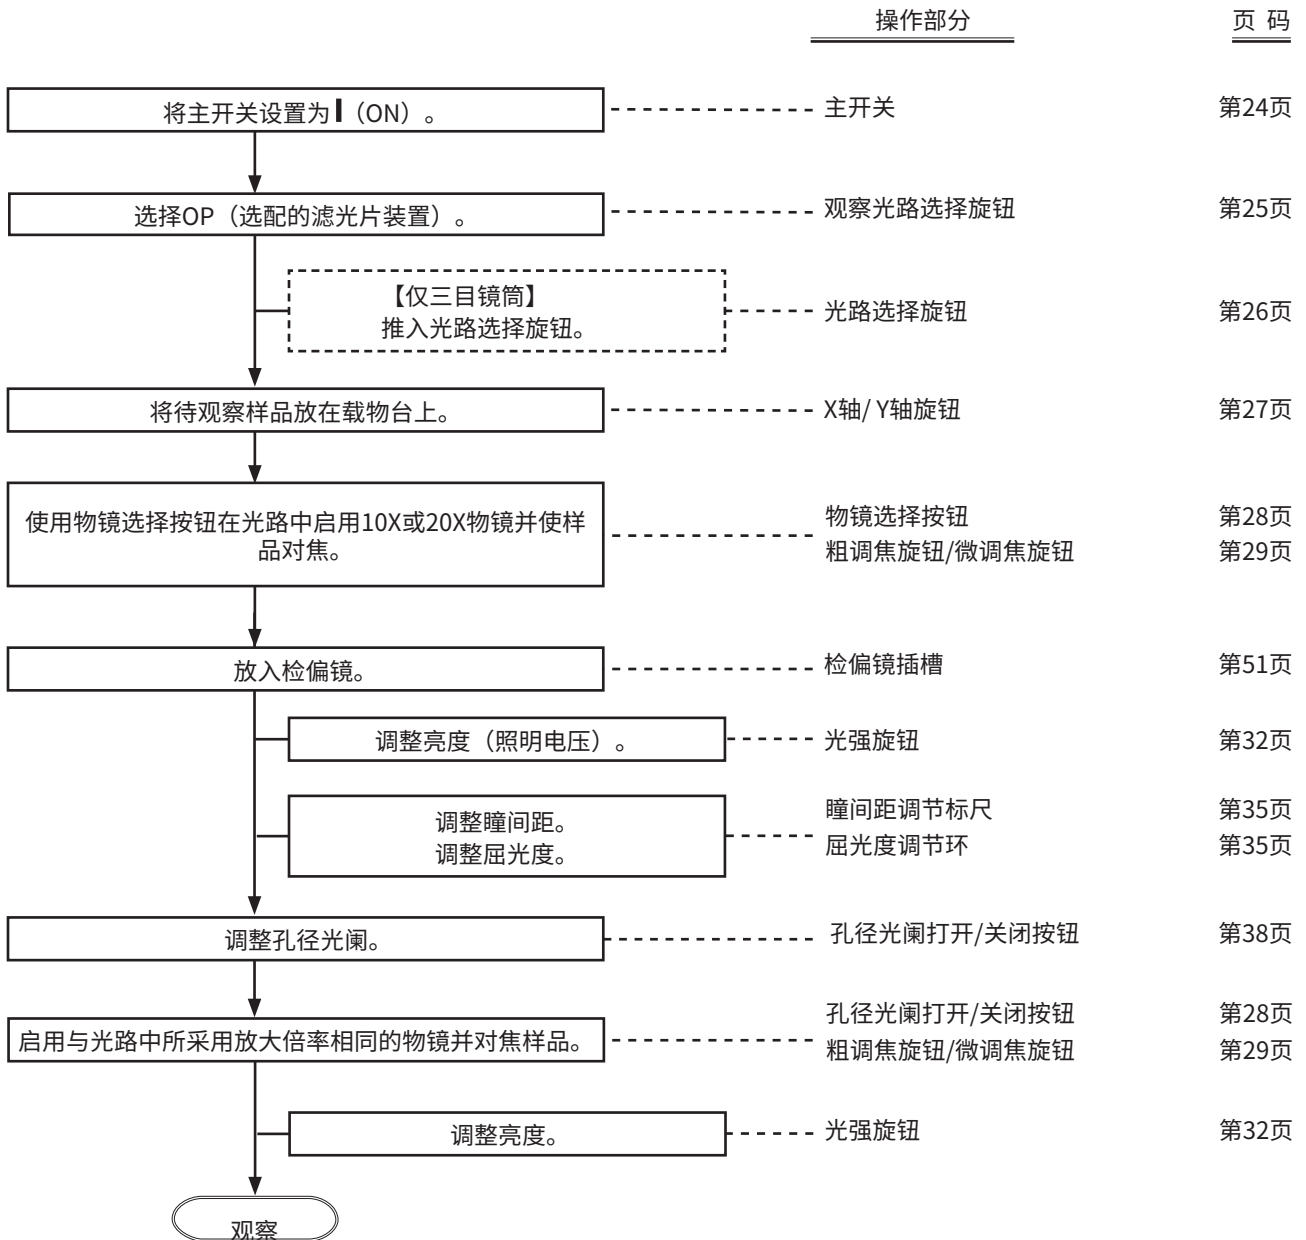 操作部分 页 码
将主开关设置为 I（ON）。 主开关 第24页
选择OP（选配的滤光片装置）。 观察光路选择旋钮 第25页
【仅三目镜筒】
推入光路选择旋钮。 光路选择旋钮 第26页
将待观察样品放在载物台上。 X轴/ Y轴旋钮 第27页
使用物镜选择按钮在光路中启用10X或20X物镜并使样
品对焦。
物镜选择按钮 第28页
粗调焦旋钮/微调焦旋钮 第29页
放入检偏镜。 检偏镜插槽 第51页
调整亮度（照明电压）。 光强旋钮 第32页
调整瞳间距。 瞳间距调节标尺 第35页
调整屈光度。 屈光度调节环 第35页
调整孔径光阑。 孔径光阑打开/关闭按钮 第38页
启用与光路中所采用放大倍率相同的物镜并对焦样品。
孔径光阑打开/关闭按钮 第28页
粗调焦旋钮/微调焦旋钮 第29页
调整亮度。 光强旋钮 第32页
观察